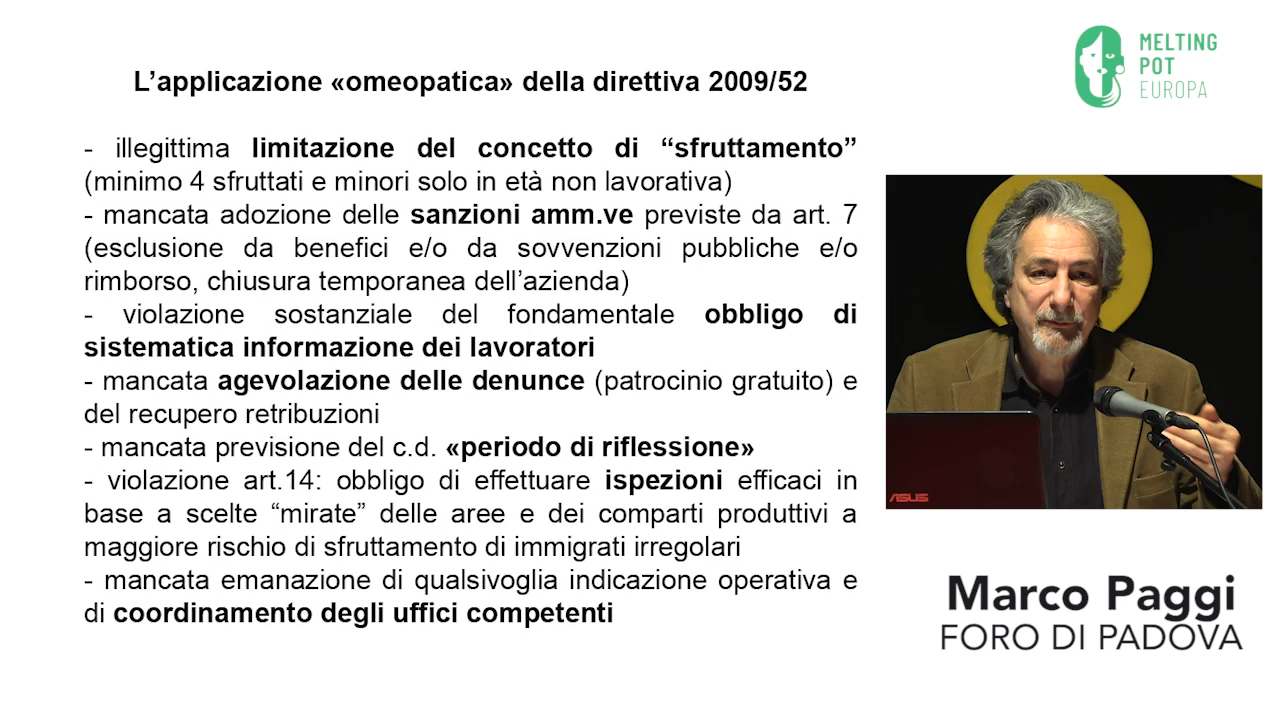 L’applicazione «omeopatica» della direttiva 2009/52
- illegittima limitazione del concetto di “sfruttamento”
(minimo 4 sfruttati e minori solo in età non lavorativa)
- mancata adozione delle sanzioni amm.ve previste da art. 7
(esclusione da benefici e/o da sovvenzioni pubbliche e/o
rimborso, chiusura temporanea dell’azienda)
- violazione sostanziale del fondamentale obbligo di
sistematica informazione dei lavoratori
- mancata agevolazione delle denunce (patrocinio gratuito) e
del recupero retribuzioni
- mancata previsione del c.d. «periodo di riflessione»
- violazione art.14: obbligo di effettuare ispezioni efficaci in
base a scelte “mirate” delle aree e dei comparti produttivi a
maggiore rischio di sfruttamento di immigrati irregolari
- mancata emanazione di qualsivoglia indicazione operativa e
di coordinamento degli uffici competenti
MELTING
POT
EUROPA
ASUS
Marco Paggi
FORO DI PADOVA